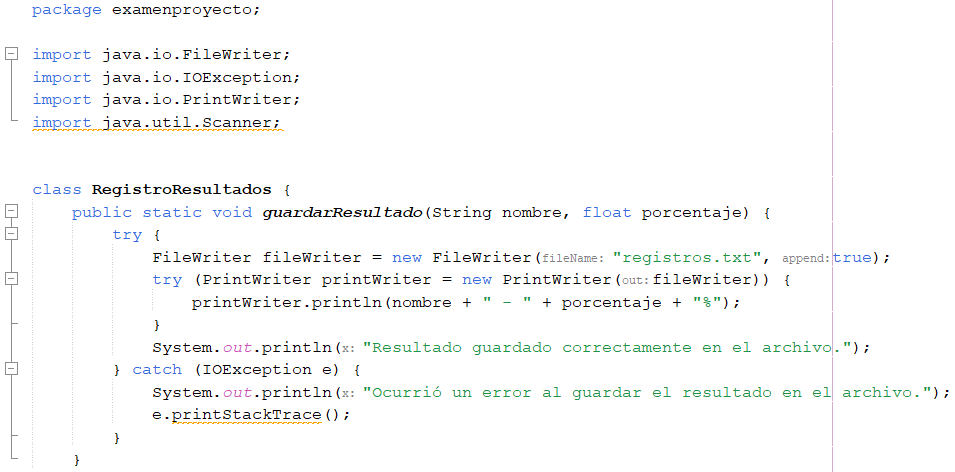 package examenproyecto;
import java.io.FileWriter;
import java.io.IOException;
import java.io.PrintWriter;
import java.util.Scanner;
class RegistroResultados {
public static void guardarResultado(String nombre, float porcentaje) {
try {
FileWriter fileWriter = new FileWriter(fileName: "registros.txt", append:true);
try (PrintWriter printWriter = new PrintWriter(out:fileWriter)) {
printWriter.println(nombre + " - " + porcentaje + "%");
}
System.out.println(x: "Resultado guardado correctamente en el archivo.");
} catch (IOException e) {
System.out.println(x: "Ocurrió un error al guardar el resultado en el archivo.");
e.printStackTrace();
}
}